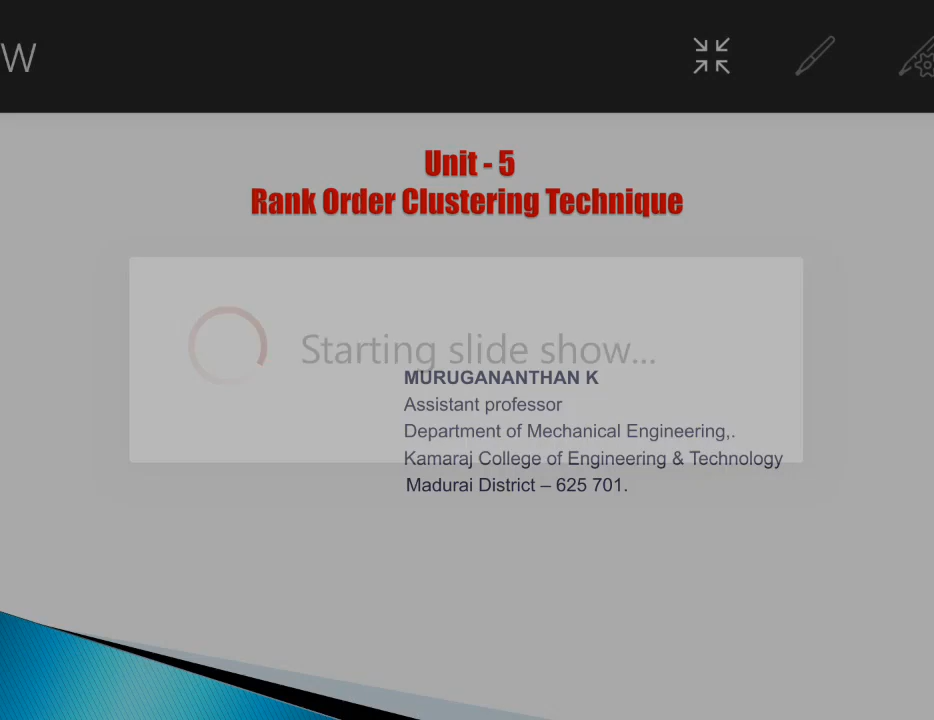 W
Unit - 5
Rank Order Clustering Technique
Starting slide show...
MURUGANANTHAN K
Assistant professor
Department of Mechanical Engineering,.
Kamaraj College of Engineering & Technology
Madurai District – 625 701.